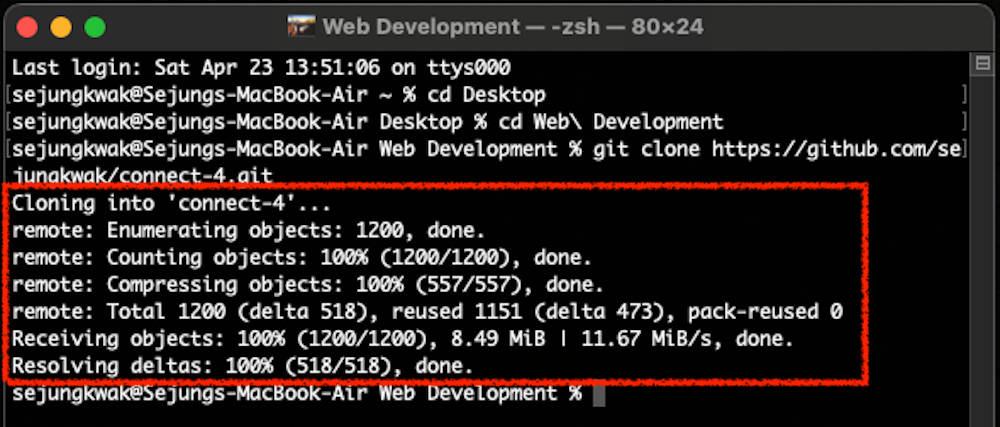 Web Development — -zsh — 80×24
Last login: Sat Apr 23 13:51:06 on ttys000
[sejungkwak@Sejungs-MacBook-Air ~ % cd Desktop ]
[sejungkwak@Sejungs-MacBook-Air Desktop % cd Web\ Development ]
[sejungkwak@Sejungs-MacBook-Air Web Development % git clone https://github.com/se]
jungkwak/connect-4.git
Cloning into 'connect-4'...
remote: Enumerating objects: 1200, done.
remote: Counting objects: 100% (1200/1200), done.
remote: Compressing objects: 100% (557/557), done.
remote: Total 1200 (delta 518), reused 1151 (delta 473), pack-reused 0
Receiving objects: 100% (1200/1200), 8.49 MiB | 11.67 MiB/s, done.
Resolving deltas: 100% (518/518), done.
sejungkwak@Sejungs-MacBook-Air Web Development %